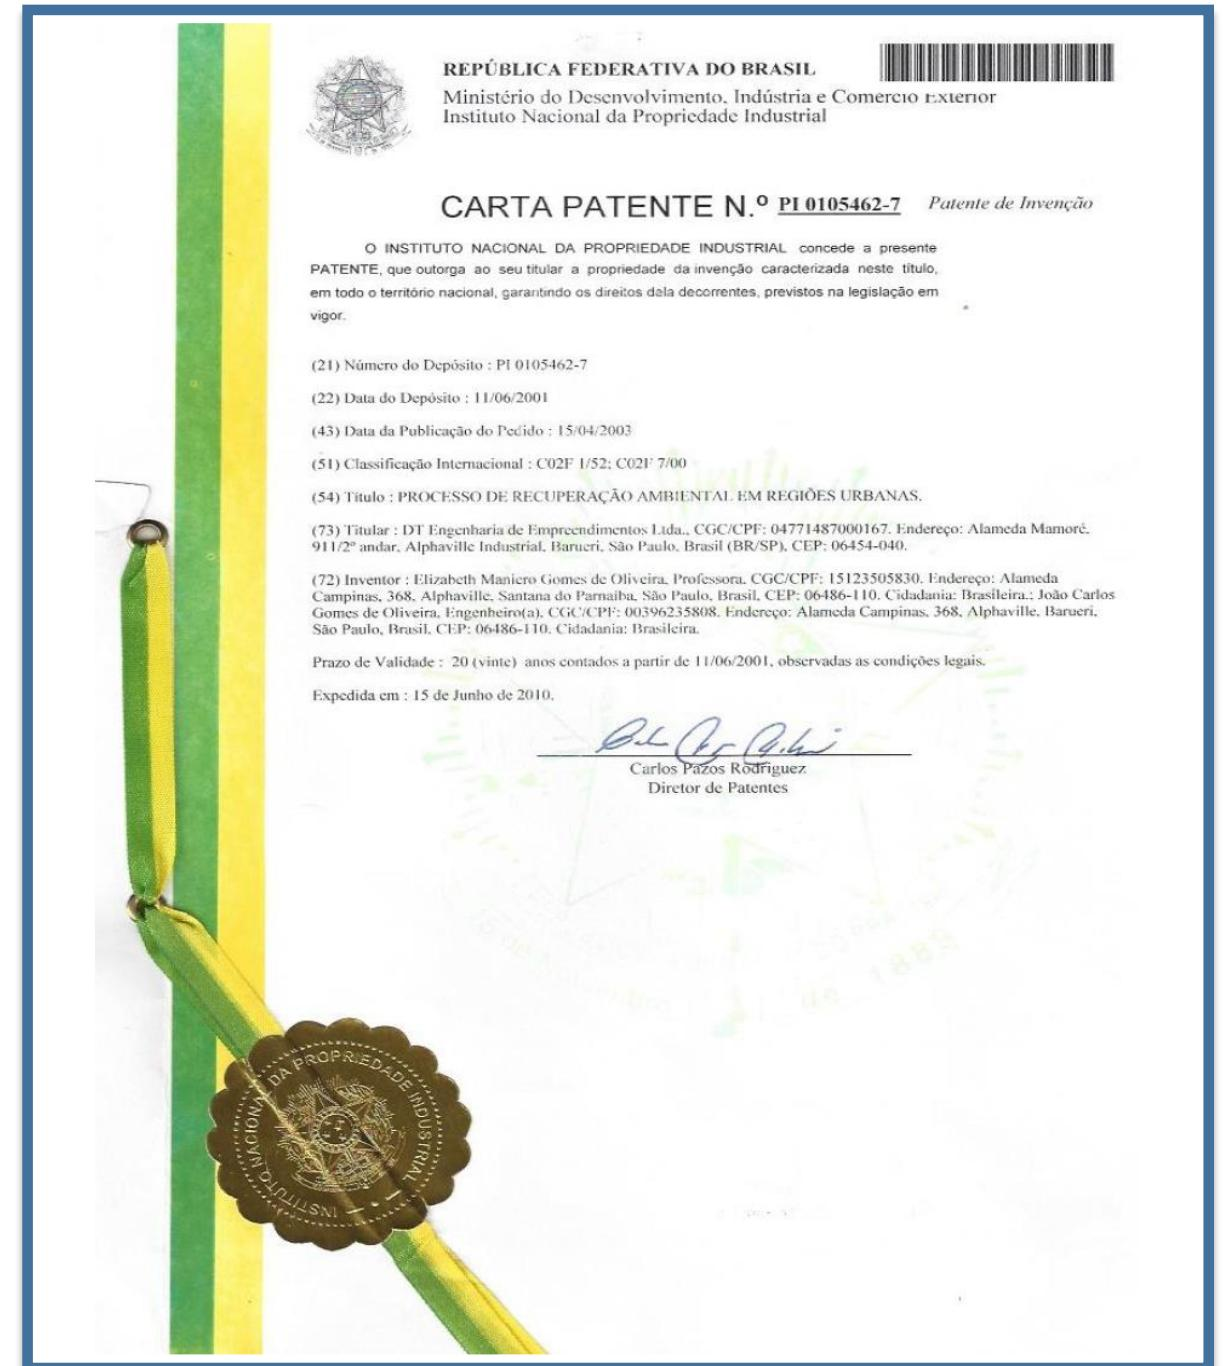 REPÚBLICA FEDERATIVA DO BRASIL
Ministério do Desenvolvimento, Indústria e Comercio Exterior
Instituto Nacional da Propriedade Industrial
CARTA PATENTE N.º PI 0105462-7 Patente de Invenção
O INSTITUTO NACIONAL DA PROPRIEDADE INDUSTRIAL concede a presente
PATENTE, que outorga ao seu titular a propriedade da invenção caracterizada neste título,
em todo o território nacional, garantindo os direitos dela decorrentes, previstos na legislação em
vigor.
(21) Número do Depósito : PI 0105462-7
(22) Data do Depósito : 11/06/2001
(43) Data da Publicação do Pedido : 15/04/2003
(51) Classificação Internacional : C02F 1/52; C02F 7/00
(54) Título : PROCESSO DE RECUPERAÇÃO AMBIENTAL EM REGIÕES URBANAS.
(73) Titular : DT Engenharia de Empreendimentos Ltda., CGC/CPF: 04771487000167. Endereço: Alameda Mamoré,
911/2º andar, Alphaville Industrial, Barueri, São Paulo, Brasil (BR/SP), CEP: 06454-040.
(72) Inventor : Elizabeth Maniero Gomes de Oliveira, Professora, CGC/CPF: 15123505830. Endereço: Alameda
Campinas, 368, Alphaville, Santana do Parnaiba, São Paulo, Brasil, CEP: 06486-110. Cidadania: Brasileira.; João Carlos
Gomes de Oliveira, Engenheiro(a), CGC/CPF: 00396235808. Endereço: Alameda Campinas, 368, Alphaville, Barueri,
São Paulo, Brasil, CEP: 06486-110. Cidadania: Brasileira.
Prazo de Validade : 20 (vinte) anos contados a partir de 11/06/2001, observadas as condições legais.
Expedida em : 15 de Junho de 2010.
Carlos Pazos Rodriguez
Diretor de Patentes
15 de Novembro de 1889
INSTITUTO NACIONAL DA PROPRIEDADE INDUSTRIAL